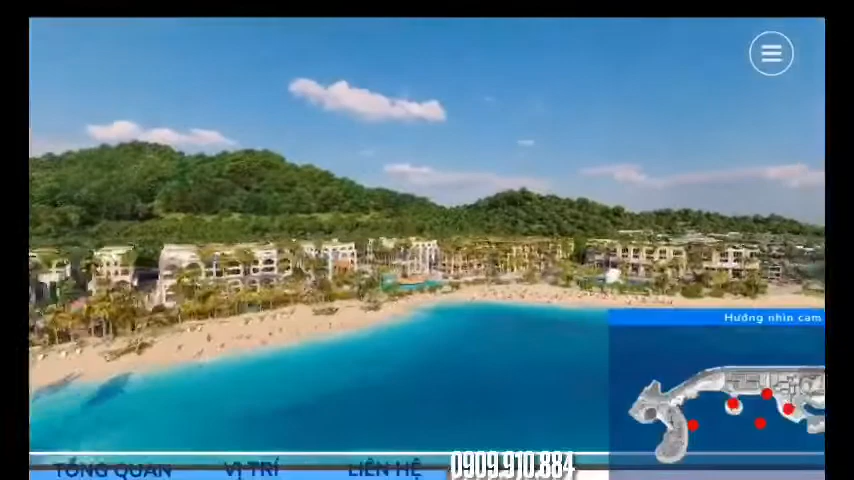 Hướng nhìn cam
TỔNG QUAN
VỊ TRÍ
LIÊN HỆ
0909.910.884